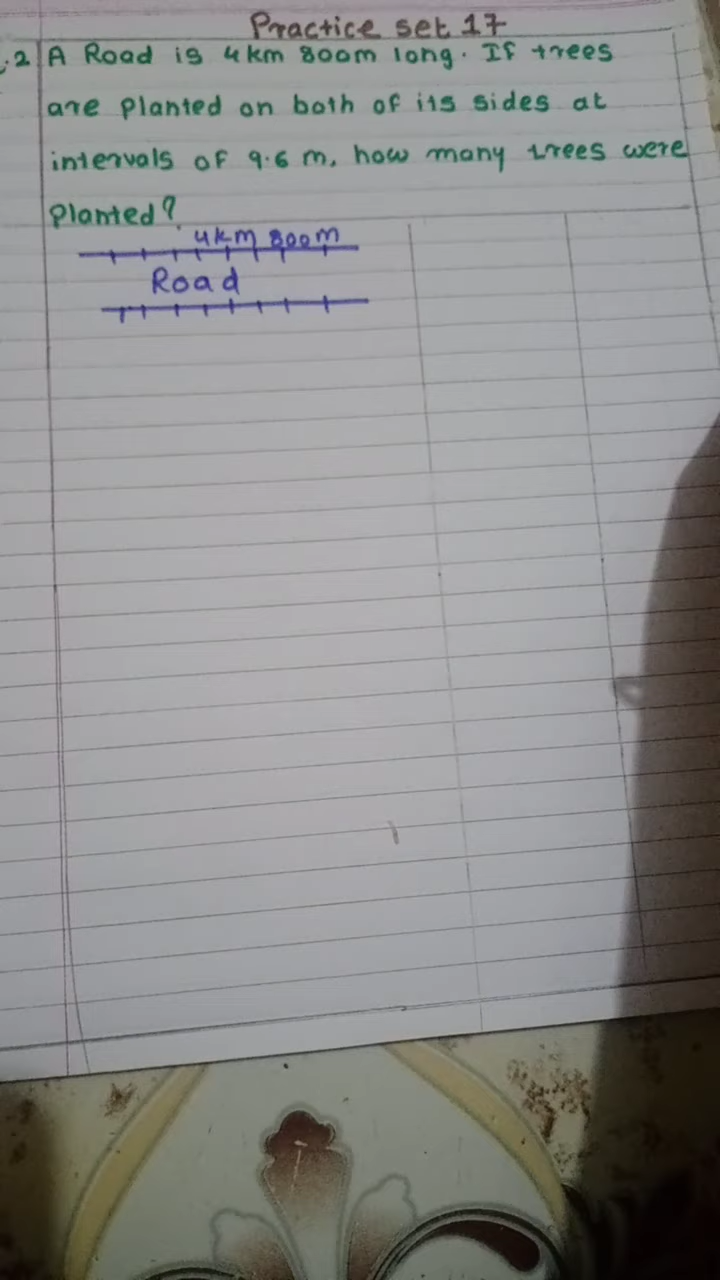 Practice set 17
.2 A Road is 4km 800m long. If trees
are planted on both of its sides at
intervals of 9.6 m, how many trees were
Planted?
4km 800m
Road